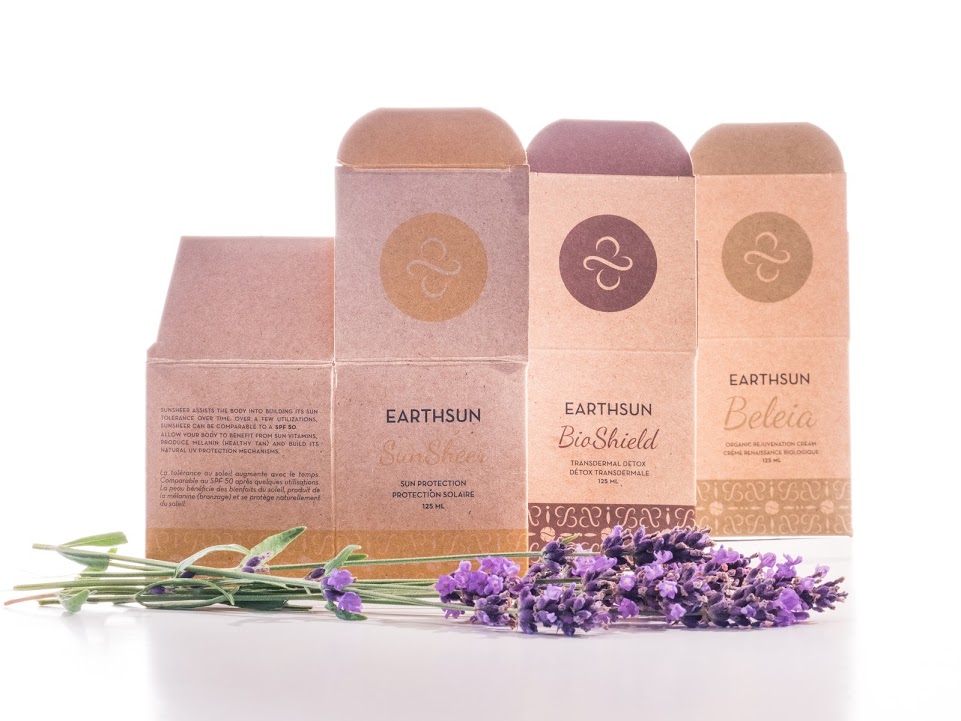 SUNSHEER ASSISTS THE BODY INTO BUILDING ITS SUN
TOLERANCE OVER TIME. OVER A FEW UTILIZATIONS,
SUNSHEER CAN BE COMPARABLE TO A SPF 50.
ALLOW YOUR BODY TO BENEFIT FROM SUN VITAMINS,
PRODUCE MELANIN (HEALTHY TAN) AND BUILD ITS
NATURAL UV PROTECTION MECHANISMS.
La tolérance au soleil augmente avec le temps.
Comparable au SPF 50 après quelques utilisations.
La peau bénéficie des bienfaits du soleil, produit de
la mélanine (bronzage) et se protège naturellement
du soleil.
EARTHSUN
SunSheer
SUN PROTECTION
PROTECTION SOLAIRE
125 ML
EARTHSUN
BioShield
TRANSDERMAL DETOX
DÉTOX TRANSDERMALE
125 ML
EARTHSUN
Beleia
ORGANIC REJUVENATION CREAM
CRÈME RENAISSANCE BIOLOGIQUE
125 ML